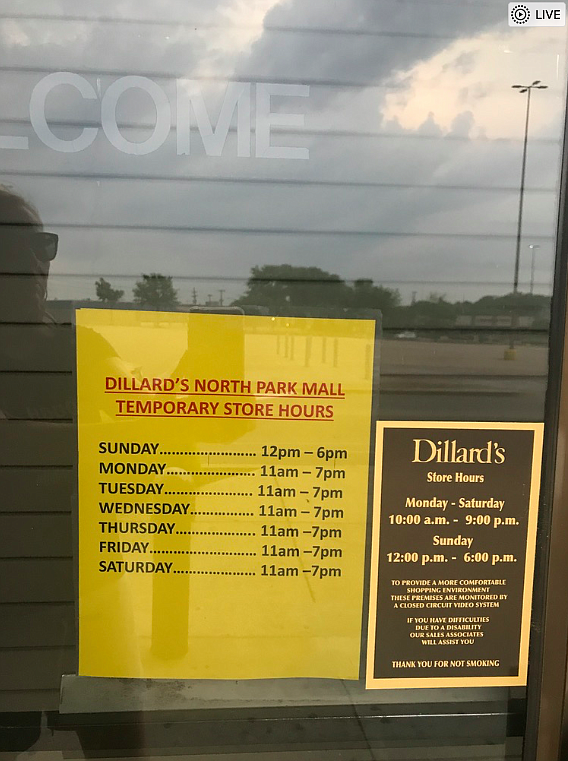 LIVE
LCOME
DILLARD'S NORTH PARK MALL
TEMPORARY STORE HOURS
SUNDAY........................ 12pm – 6pm
MONDAY...................... 11am – 7pm
TUESDAY...................... 11am – 7pm
WEDNESDAY................ 11am – 7pm
THURSDAY.................... 11am –7pm
FRIDAY........................... 11am –7pm
SATURDAY..................... 11am –7pm
Dillard's
Store Hours
Monday - Saturday
10:00 a.m. - 9:00 p.m.
Sunday
12:00 p.m. - 6:00 p.m.
TO PROVIDE A MORE COMFORTABLE
SHOPPING ENVIRONMENT
THESE PREMISES ARE MONITORED BY
A CLOSED CIRCUIT VIDEO SYSTEM
IF YOU HAVE DIFFICULTIES
DUE TO A DISABILITY
OUR SALES ASSOCIATES
WILL ASSIST YOU
THANK YOU FOR NOT SMOKING